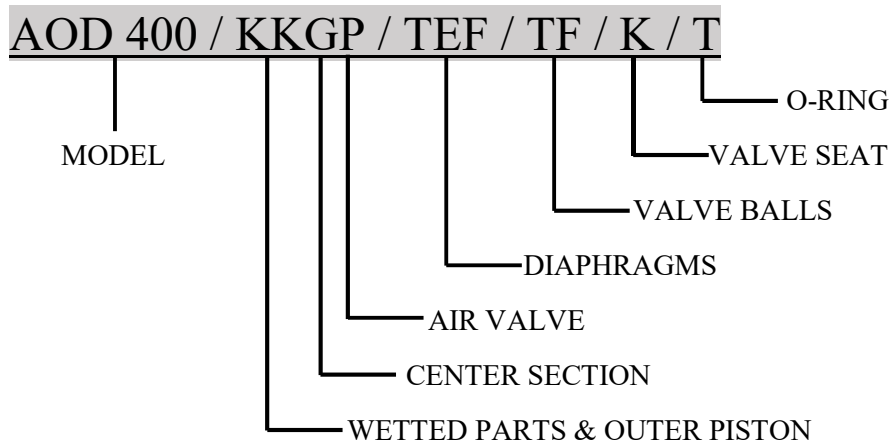 AOD 400 / KKGP / TEF / TF / K / T
O-RING
MODEL
VALVE SEAT
VALVE BALLS
DIAPHRAGMS
AIR VALVE
CENTER SECTION
WETTED PARTS & OUTER PISTON